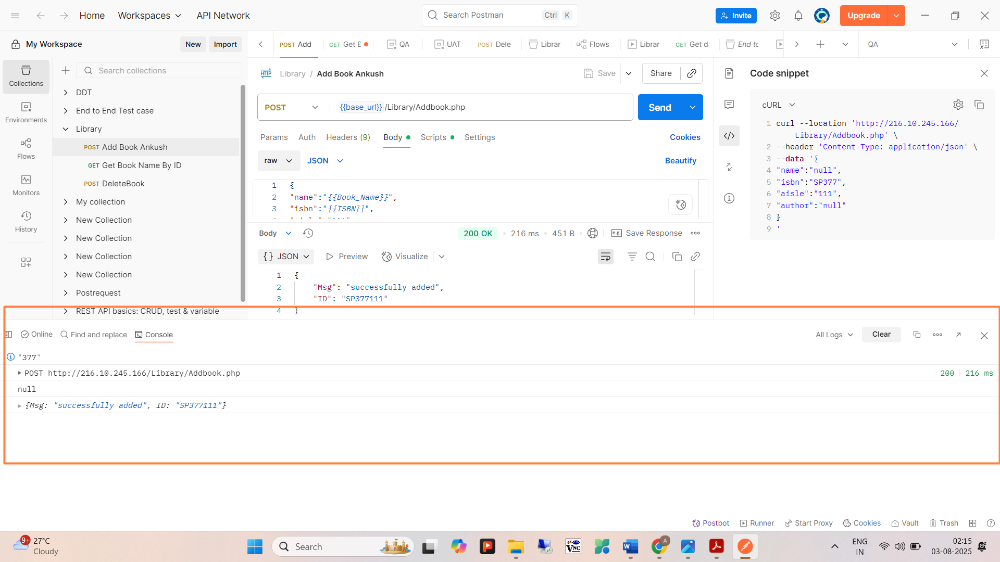 Home Workspaces API Network Search Postman Ctrl K Invite Upgrade
My Workspace New Import
POST Add GET Get E QA UAT POST Dele Librar Flows Librar GET Get d End to QA
Collections
Environments
Flows
Monitors
History
Search collections
DDT
End to End Test case
Library
POST Add Book Ankush
GET Get Book Name By ID
POST DeleteBook
My collection
New Collection
New Collection
New Collection
New Collection
Postrequest
REST API basics: CRUD, test & variable
HTTP Library / Add Book Ankush Save Share
POST {{base_url}} /Library/Addbook.php Send
Params Auth Headers (9) Body Scripts Settings Cookies
raw JSON Beautify
1 {
2 "name":"{{Book_Name}}",
3 "isbn":"{{ISBN}}",
Body 200 OK • 216 ms • 451 B • e.g. Save Response
{} JSON Preview Visualize
1 {
2 "Msg": "successfully added",
3 "ID": "SP377111"
4 }
Code snippet
cURL
1 curl --location 'http://216.10.245.166/
Library/Addbook.php' \
2 --header 'Content-Type: application/json' \
3 --data '{
4 "name":"null",
5 "isbn":"SP377",
6 "aisle":"111",
7 "author":"null"
8 }
9 '
Online Find and replace Console All Logs Clear
"377"
POST http://216.10.245.166/Library/Addbook.php 200 216 ms
null
{Msg: "successfully added", ID: "SP377111"}
Postbot Runner Start Proxy Cookies Vault Trash
9+ 27°C
Cloudy
Search
VNC
ENG
IN
02:15
03-08-2025